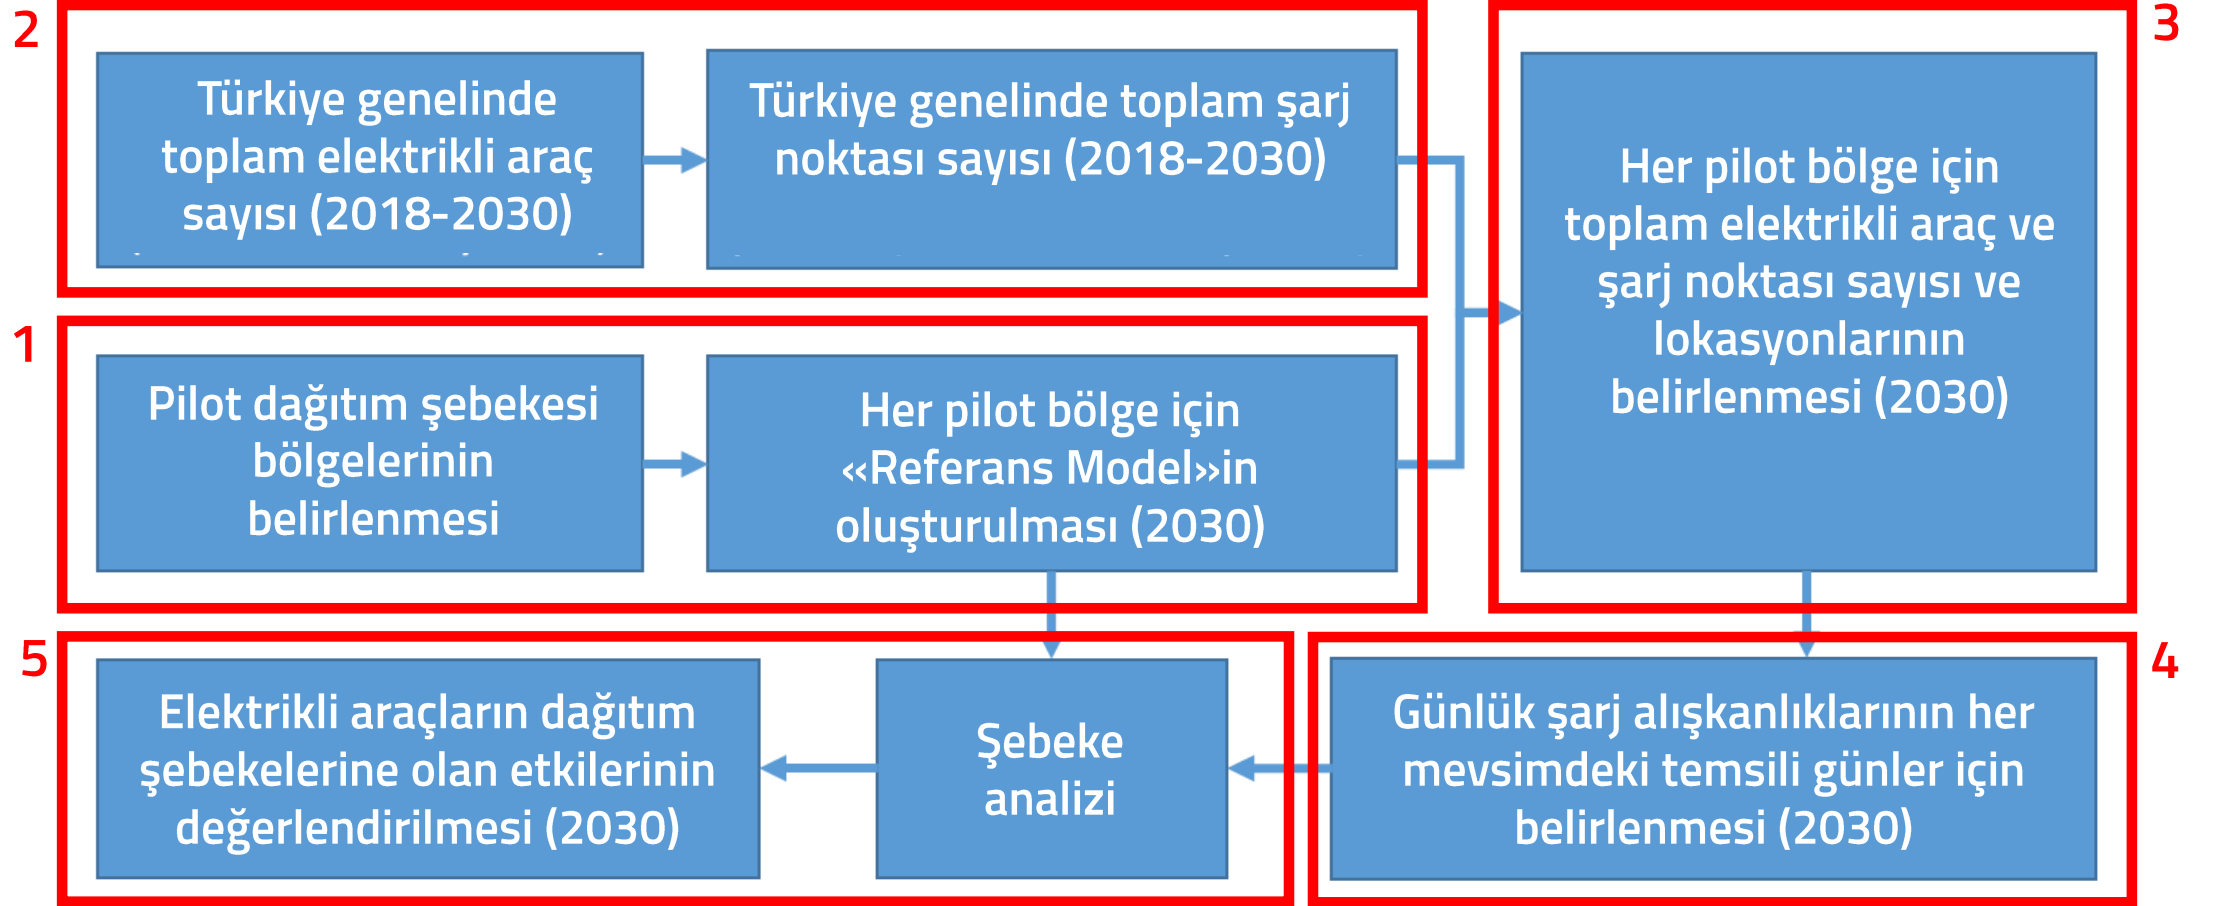 2
Türkiye genelinde
toplam elektrikli araç
sayısı (2018-2030)
Türkiye genelinde toplam şarj
noktası sayısı (2018-2030)
3
Her pilot bölge için
toplam elektrikli araç ve
şarj noktası sayısı ve
lokasyonlarının
belirlenmesi (2030)
1
Pilot dağıtım şebekesi
bölgelerinin
belirlenmesi
Her pilot bölge için
«Referans Model»in
oluşturulması (2030)
5
Elektrikli araçların dağıtım
şebekelerine olan etkilerinin
değerlendirilmesi (2030)
Şebeke
analizi
4
Günlük şarj alışkanlıklarının her
mevsimdeki temsili günler için
belirlenmesi (2030)